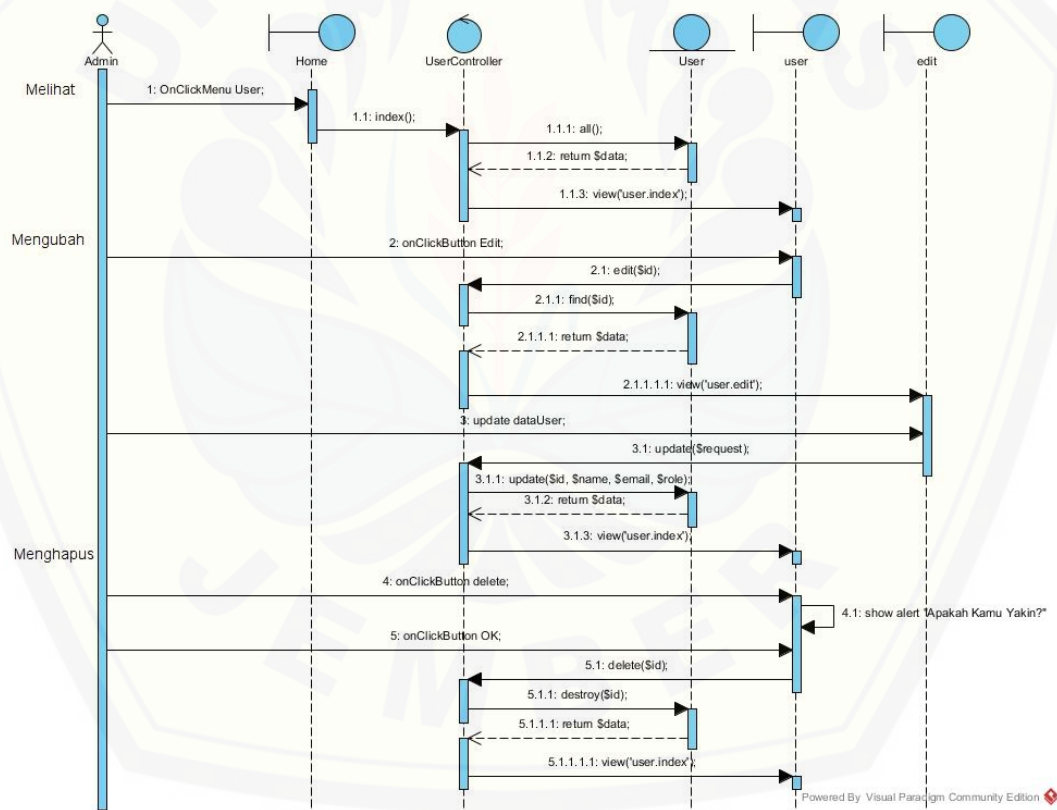 Admin
Home
UserController
User
user
edit
Melihat
1: OnClickMenu User;
1.1: index();
1.1.1: all();
1.1.2: return $data;
1.1.3: view('user.index');
Mengubah
2: onClickButton Edit;
2.1: edit($id);
2.1.1: find($id);
2.1.1.1: return $data;
2.1.1.1.1: view('user.edit');
3: update dataUser;
3.1: update($request);
3.1.1: update($id, $name, $email, $role);
3.1.2: return $data;
3.1.3: view('user.index');
Menghapus
4: onClickButton delete;
4.1: show alert "Apakah Kamu Yakin?"
5: onClickButton OK;
5.1: delete($id);
5.1.1: destroy($id);
5.1.1.1: return $data;
5.1.1.1.1: view('user.index');
JEMBER
Powered By Visual Paradigm Community Edition